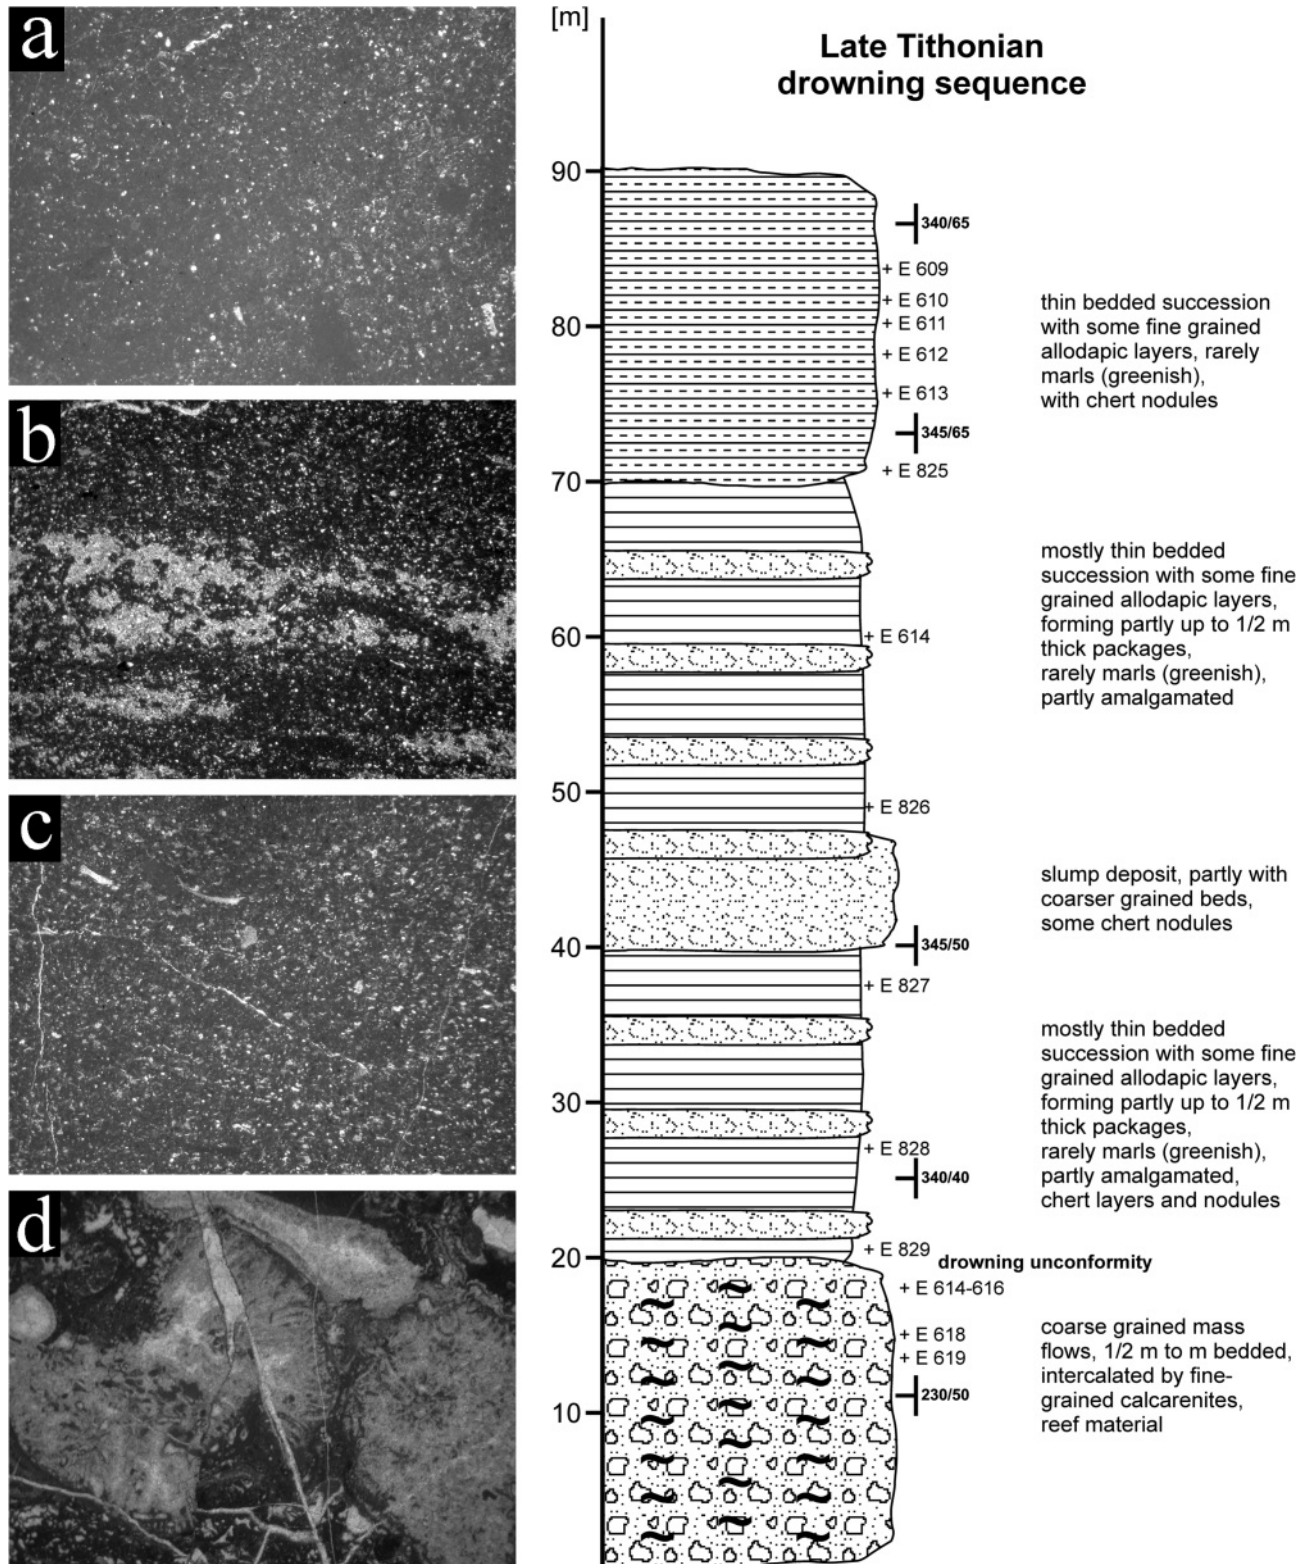 a
b
c
d
[m]
Late Tithonian
drowning sequence
90
340/65
+ E 609
+ E 610
80
+ E 611
+ E 612
+ E 613
345/65
+ E 825
70
thin bedded succession
with some fine grained
allodapic layers, rarely
marls (greenish),
with chert nodules
60
+ E 614
mostly thin bedded
succession with some fine
grained allodapic layers,
forming partly up to 1/2 m
thick packages,
rarely marls (greenish),
partly amalgamated
50
+ E 826
slump deposit, partly with
coarser grained beds,
some chert nodules
40
345/50
+ E 827
30
+ E 828
340/40
mostly thin bedded
succession with some fine
grained allodapic layers,
forming partly up to 1/2 m
thick packages,
rarely marls (greenish),
partly amalgamated,
chert layers and nodules
20
+ E 829
drowning unconformity
+ E 614-616
+ E 618
+ E 619
230/50
10
coarse grained mass
flows, 1/2 m to m bedded,
intercalated by fine-
grained calcarenites,
reef material